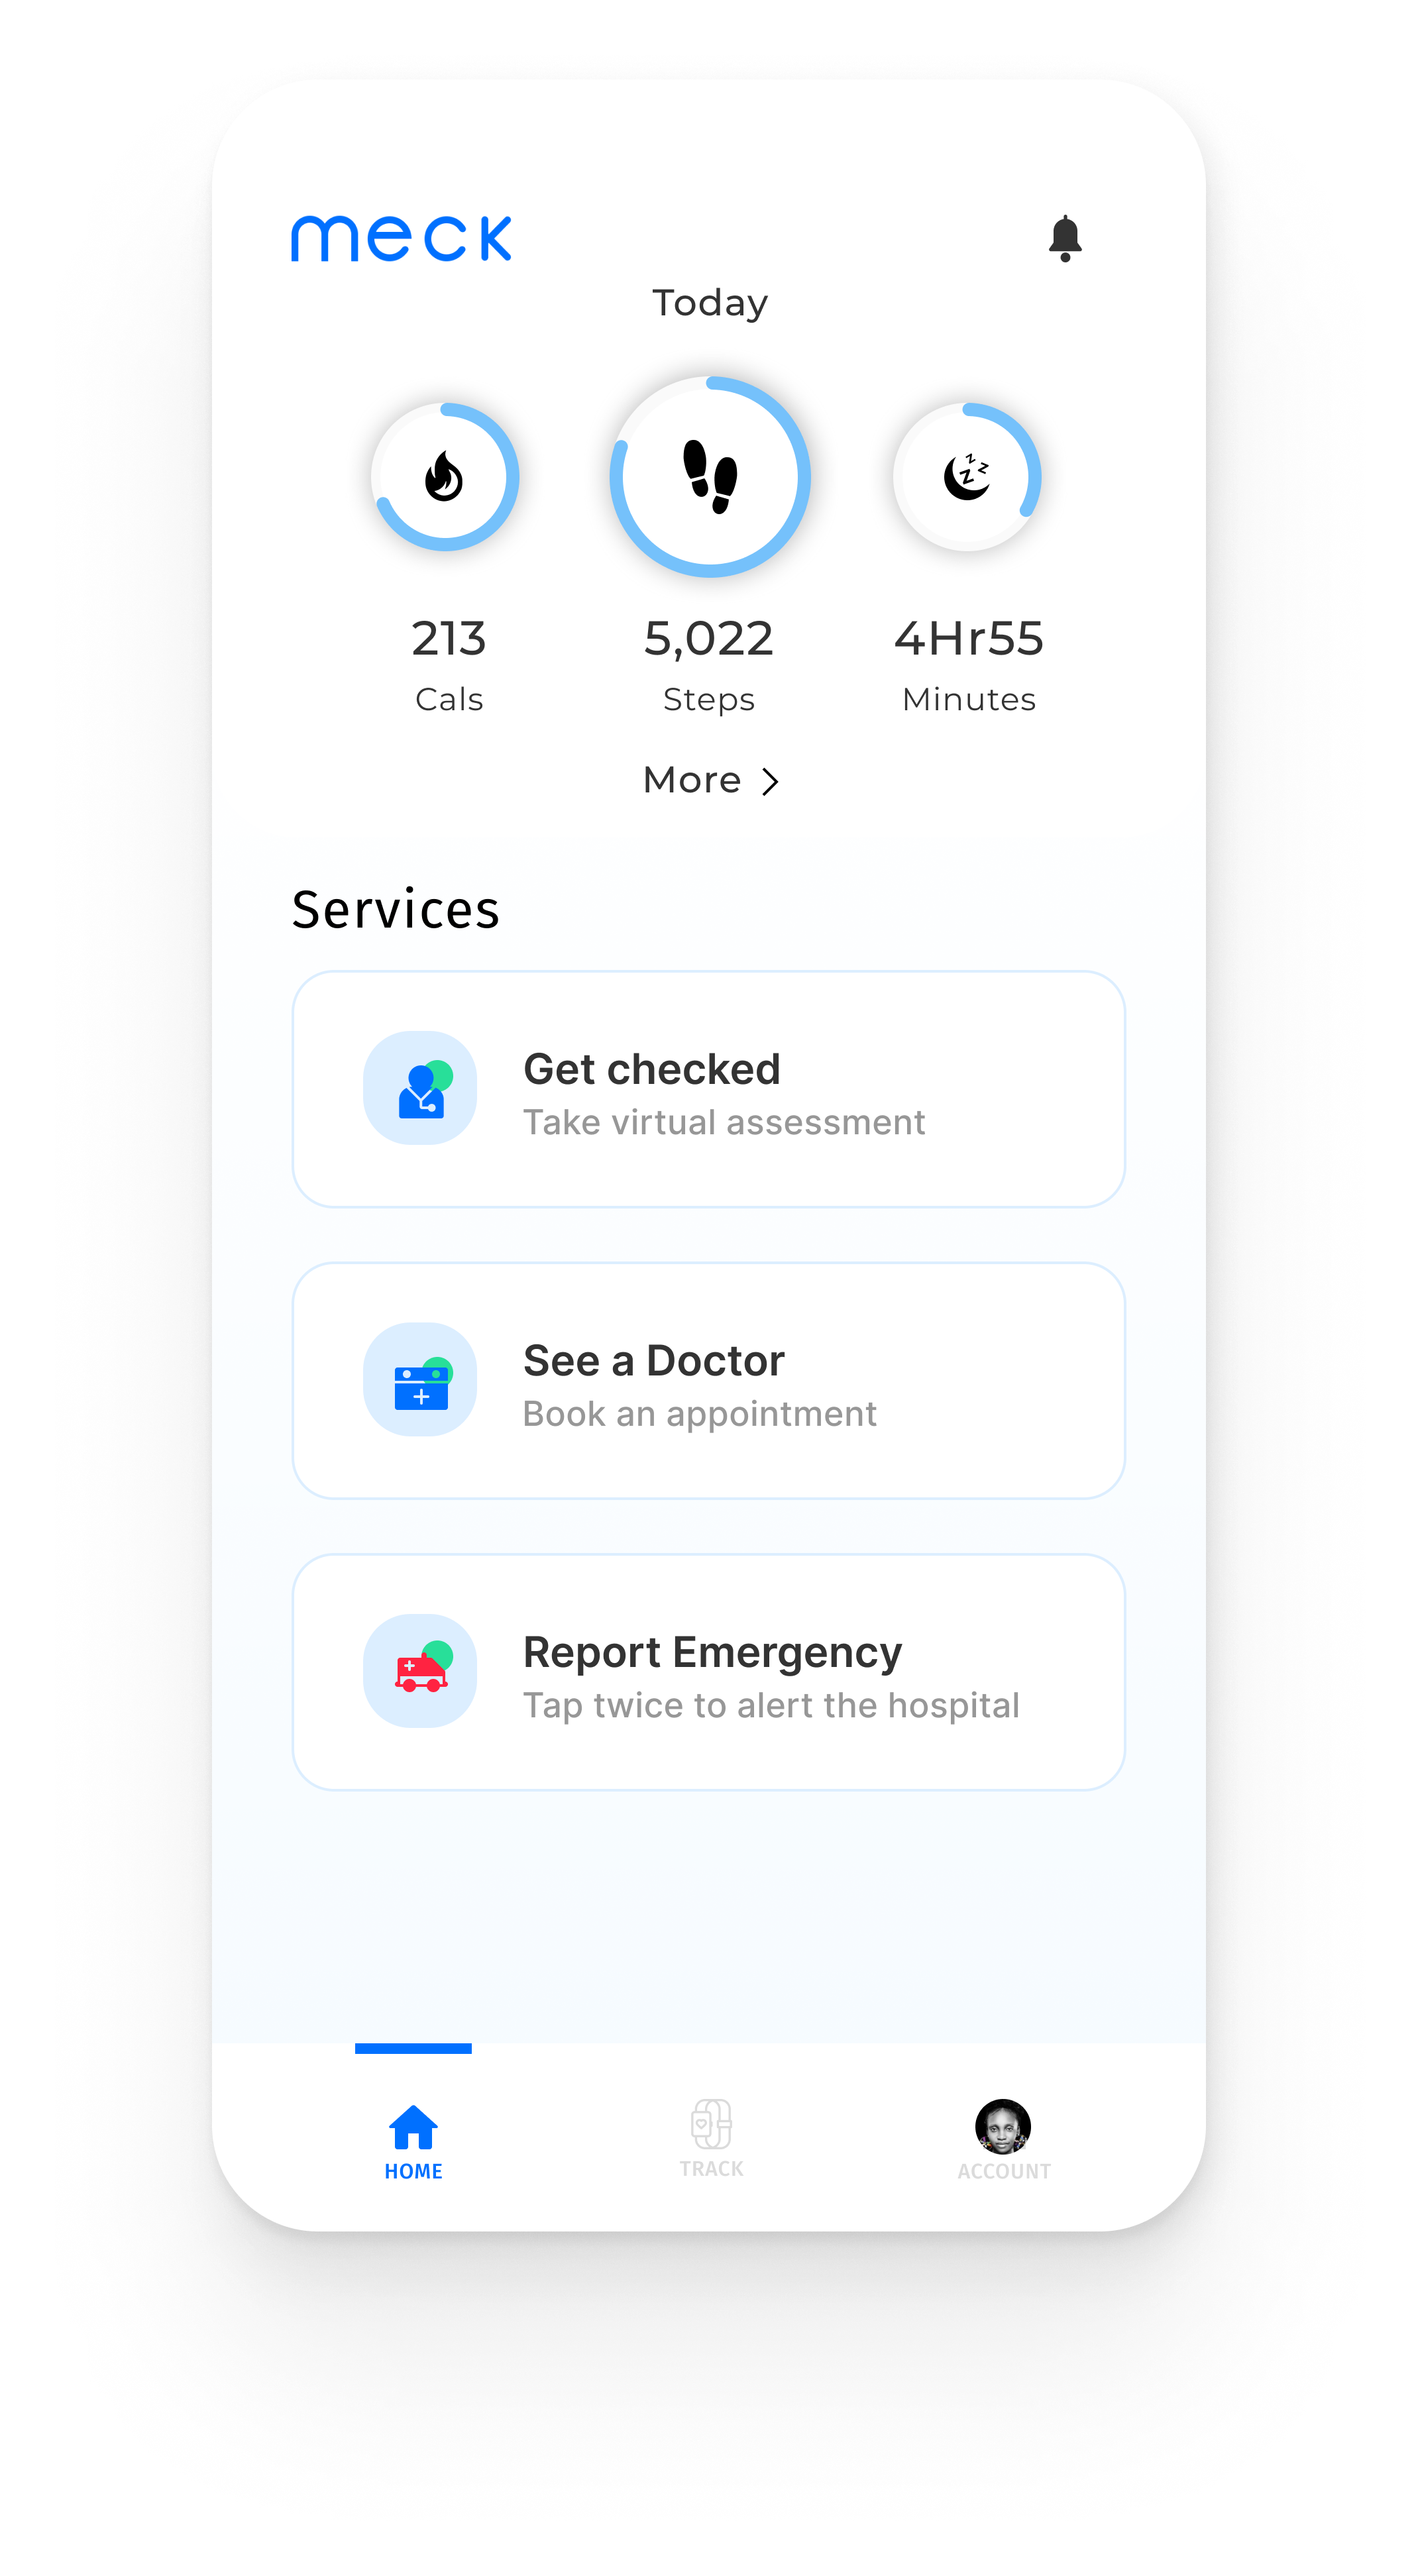 meck
Today
213
Cals
5,022
Steps
4Hr55
Minutes
More
Services
Get checked
Take virtual assessment
See a Doctor
Book an appointment
Report Emergency
Tap twice to alert the hospital
HOME
TRACK
ACCOUNT